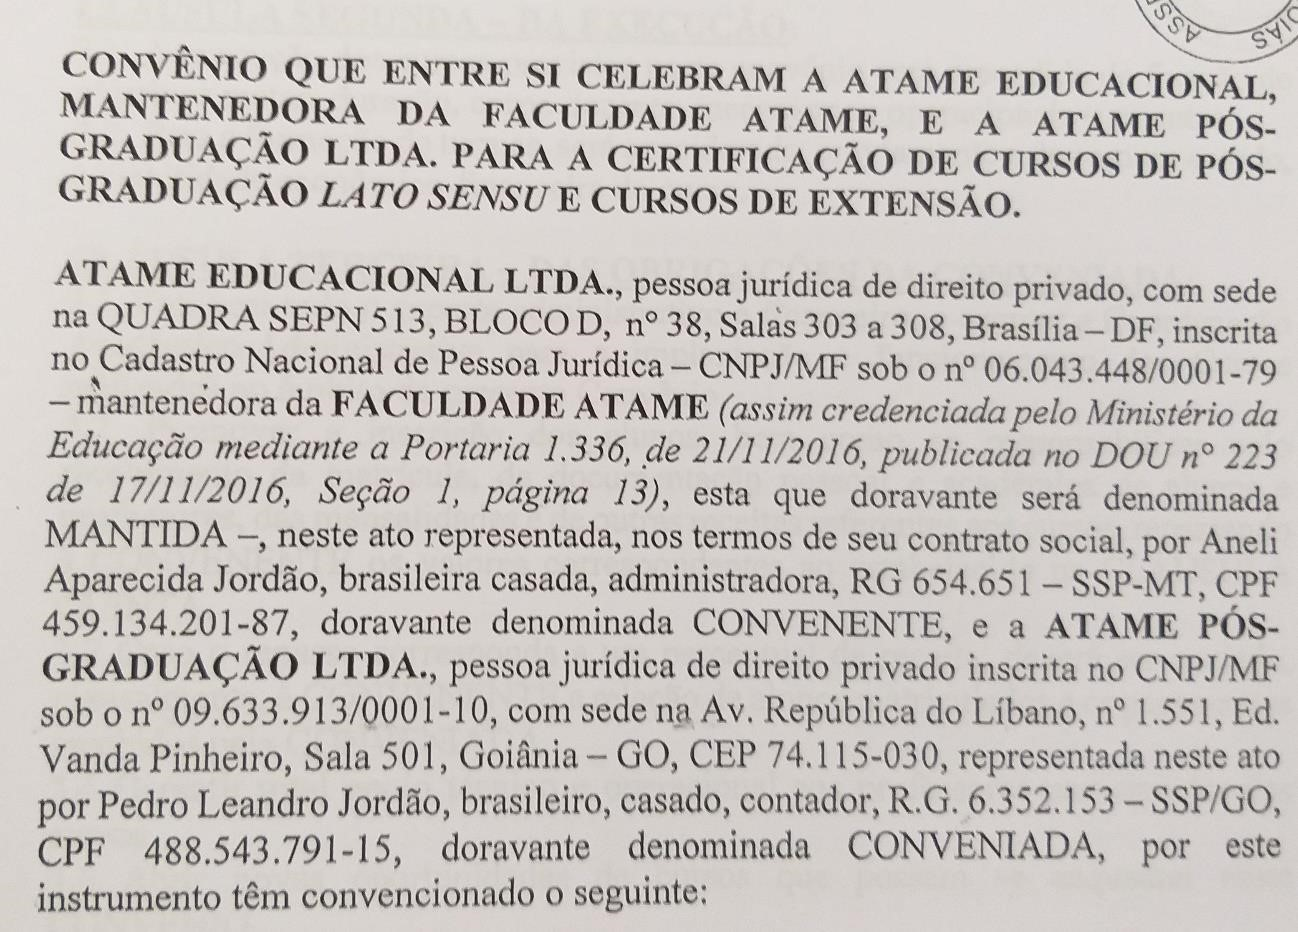 ASS
IAS
CONVÊNIO QUE ENTRE SI CELEBRAM A ATAME EDUCACIONAL,
MANTENEDORA DA FACULDADE ATAME, E A ATAME PÓS-
GRADUAÇÃO LTDA. PARA A CERTIFICAÇÃO DE CURSOS DE PÓS-
GRADUAÇÃO LATO SENSU E CURSOS DE EXTENSÃO.
ATAME EDUCACIONAL LTDA., pessoa jurídica de direito privado, com sede
na QUADRA SEPN 513, BLOCO D, nº 38, Salas 303 a 308, Brasília – DF, inscrita
no Cadastro Nacional de Pessoa Jurídica – CNPJ/MF sob o nº 06.043.448/0001-79
– mantenedora da FACULDADE ATAME (assim credenciada pelo Ministério da
Educação mediante a Portaria 1.336, de 21/11/2016, publicada no DOU nº 223
de 17/11/2016, Seção 1, página 13), esta que doravante será denominada
MANTIDA –, neste ato representada, nos termos de seu contrato social, por Aneli
Aparecida Jordão, brasileira casada, administradora, RG 654.651 – SSP-MT, CPF
459.134.201-87, doravante denominada CONVENENTE, e a ATAME PÓS-
GRADUAÇÃO LTDA., pessoa jurídica de direito privado inscrita no CNPJ/MF
sob o nº 09.633.913/0001-10, com sede na Av. República do Líbano, nº 1.551, Ed.
Vanda Pinheiro, Sala 501, Goiânia – GO, CEP 74.115-030, representada neste ato
por Pedro Leandro Jordão, brasileiro, casado, contador, R.G. 6.352.153 – SSP/GO,
CPF 488.543.791-15, doravante denominada CONVENIADA, por este
instrumento têm convencionado o seguinte: